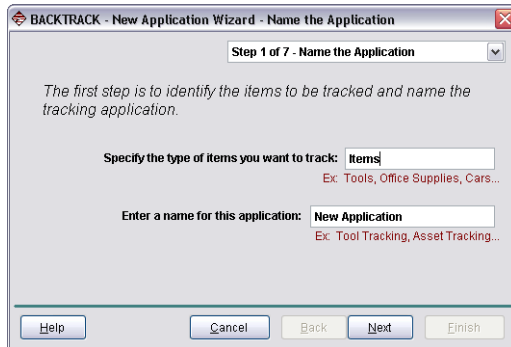 BACKTRACK - New Application Wizard - Name the Application
Step 1 of 7 - Name the Application
The first step is to identify the items to be tracked and name the
tracking application.
Specify the type of items you want to track: Items
Ex: Tools, Office Supplies, Cars...
Enter a name for this application: New Application
Ex: Tool Tracking, Asset Tracking...
Help Cancel Back Next Finish